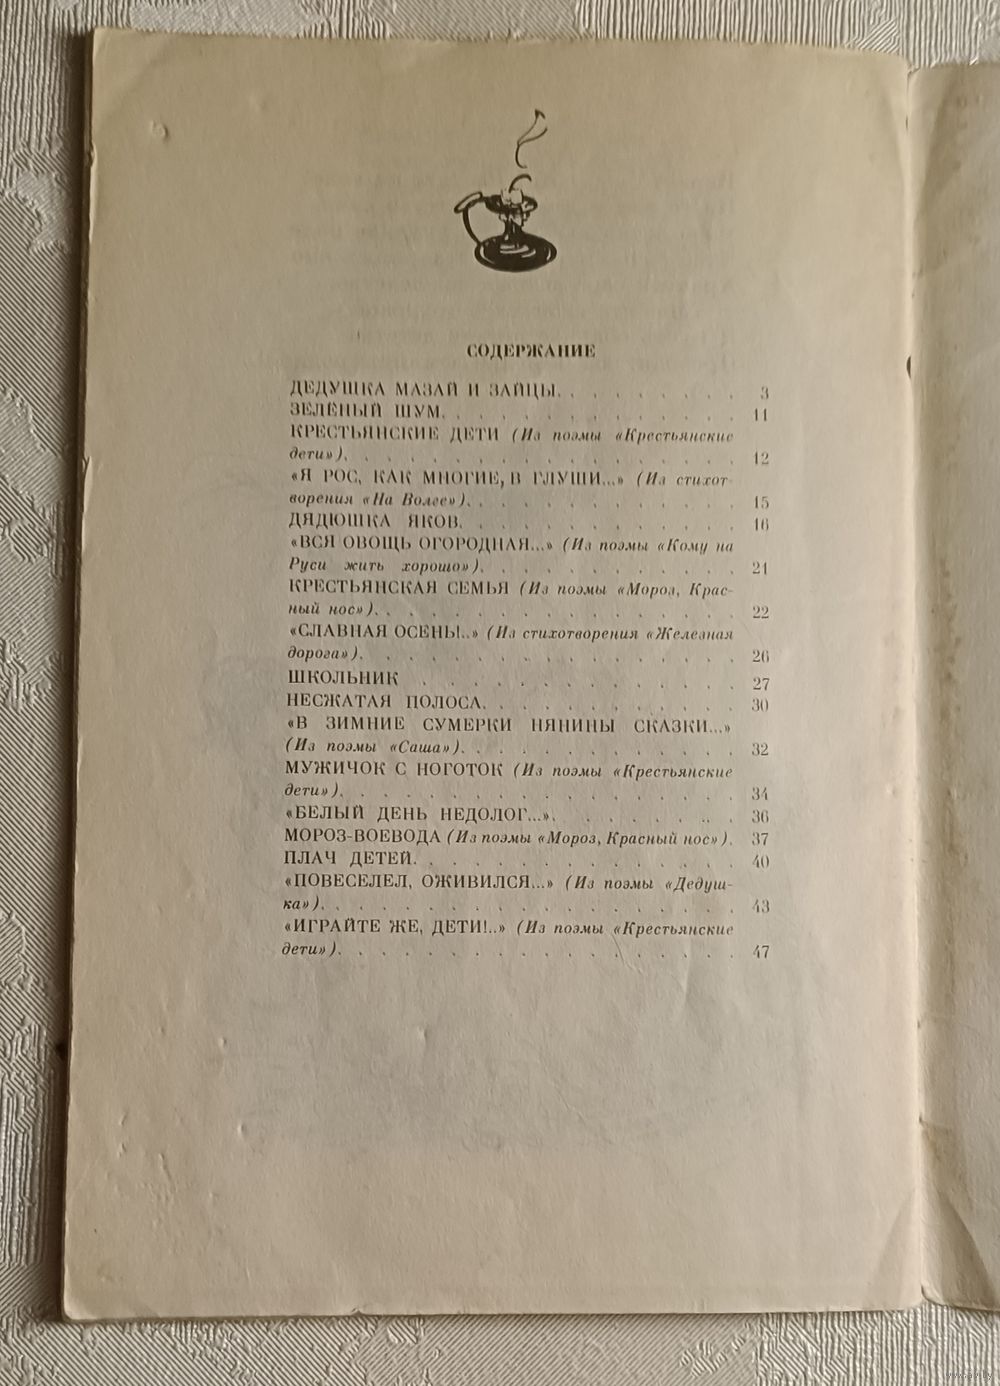 СОДЕРЖАНИЕ
ДЕДУШКА МАЗАЙ И ЗАЙЦЫ. . . . . . . . . 3
ЗЕЛЁНЫЙ ШУМ. . . . . . . . . . . . . . 11
КРЕСТЬЯНСКИЕ ДЕТИ (Из поэмы «Крестьянские
дети»). . . . . . . . . . . . . . . . . . 12
«Я РОС, КАК МНОГИЕ, В ГЛУШИ...» (Из стихот-
ворения «На Волге»). . . . . . . . . . . . 15
ДЯДЮШКА ЯКОВ. . . . . . . . . . . . . 16
«ВСЯ ОВОЩЬ ОГОРОДНАЯ...» (Из поэмы «Кому на
Руси жить хорошо»). . . . . . . . . . . . 21
КРЕСТЬЯНСКАЯ СЕМЬЯ (Из поэмы «Мороз, Крас-
ный нос»). . . . . . . . . . . . . . . . . 22
«СЛАВНАЯ ОСЕНЬ!..» (Из стихотворения «Железная
дорога»). . . . . . . . . . . . . . . . . 26
ШКОЛЬНИК . . . . . . . . . . . . . . . 27
НЕСЖАТАЯ ПОЛОСА. . . . . . . . . . . . 30
«В ЗИМНИЕ СУМЕРКИ НЯНИНЫ СКАЗКИ...»
(Из поэмы «Саша»). . . . . . . . . . . . . 32
МУЖИЧОК С НОГОТОК (Из поэмы «Крестьянские
дети»). . . . . . . . . . . . . . . . . . 34
«БЕЛЫЙ ДЕНЬ НЕДОЛОГ...». . . . . . . . . 36
МОРОЗ-ВОЕВОДА (Из поэмы «Мороз, Красный нос»). 37
ПЛАЧ ДЕТЕЙ. . . . . . . . . . . . . . . 40
«ПОВЕСЕЛЕЛ, ОЖИВИЛСЯ...» (Из поэмы «Дедуш-
ка»). . . . . . . . . . . . . . . . . . . 43
«ИГРАЙТЕ ЖЕ, ДЕТИ!..» (Из поэмы «Крестьянские
дети»). . . . . . . . . . . . . . . . . . 47